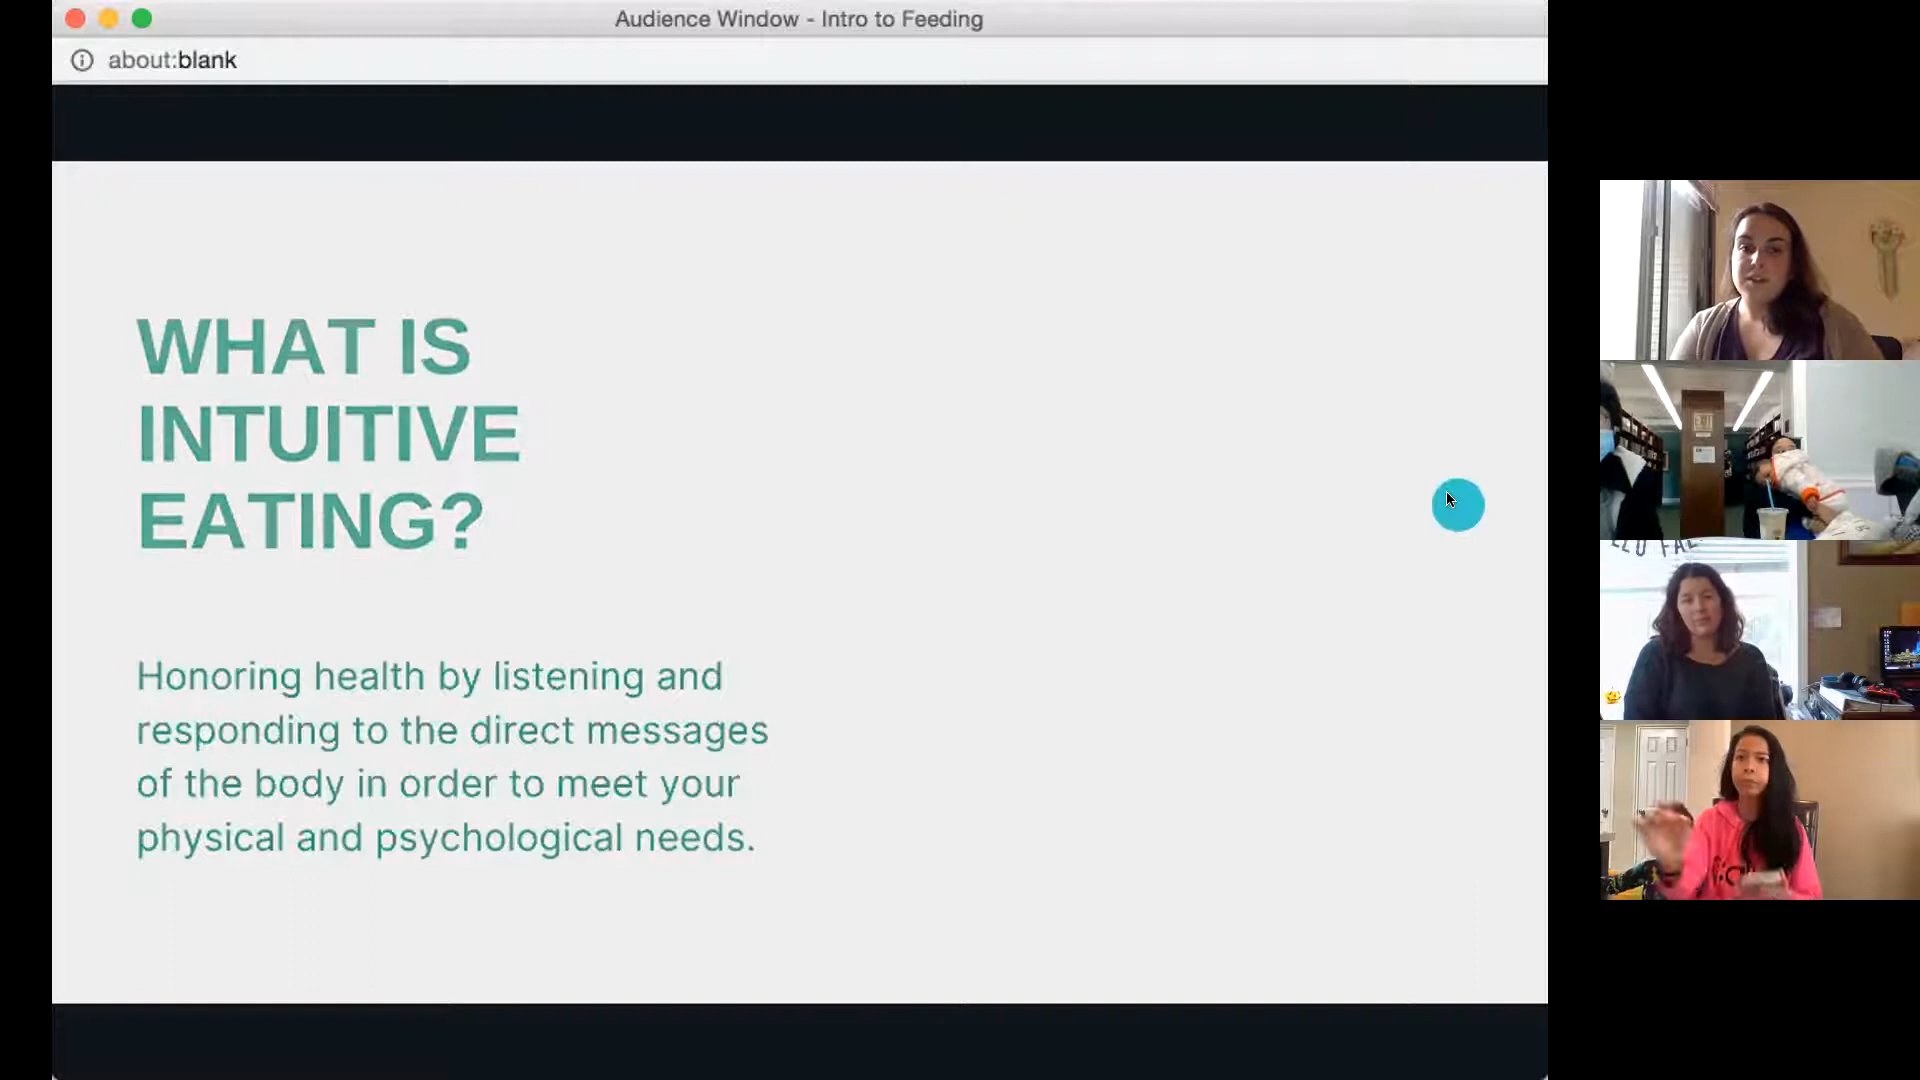 Audience Window - Intro to Feeding
about:blank
WHAT IS
INTUITIVE
EATING?
Honoring health by listening and
responding to the direct messages
of the body in order to meet your
physical and psychological needs.